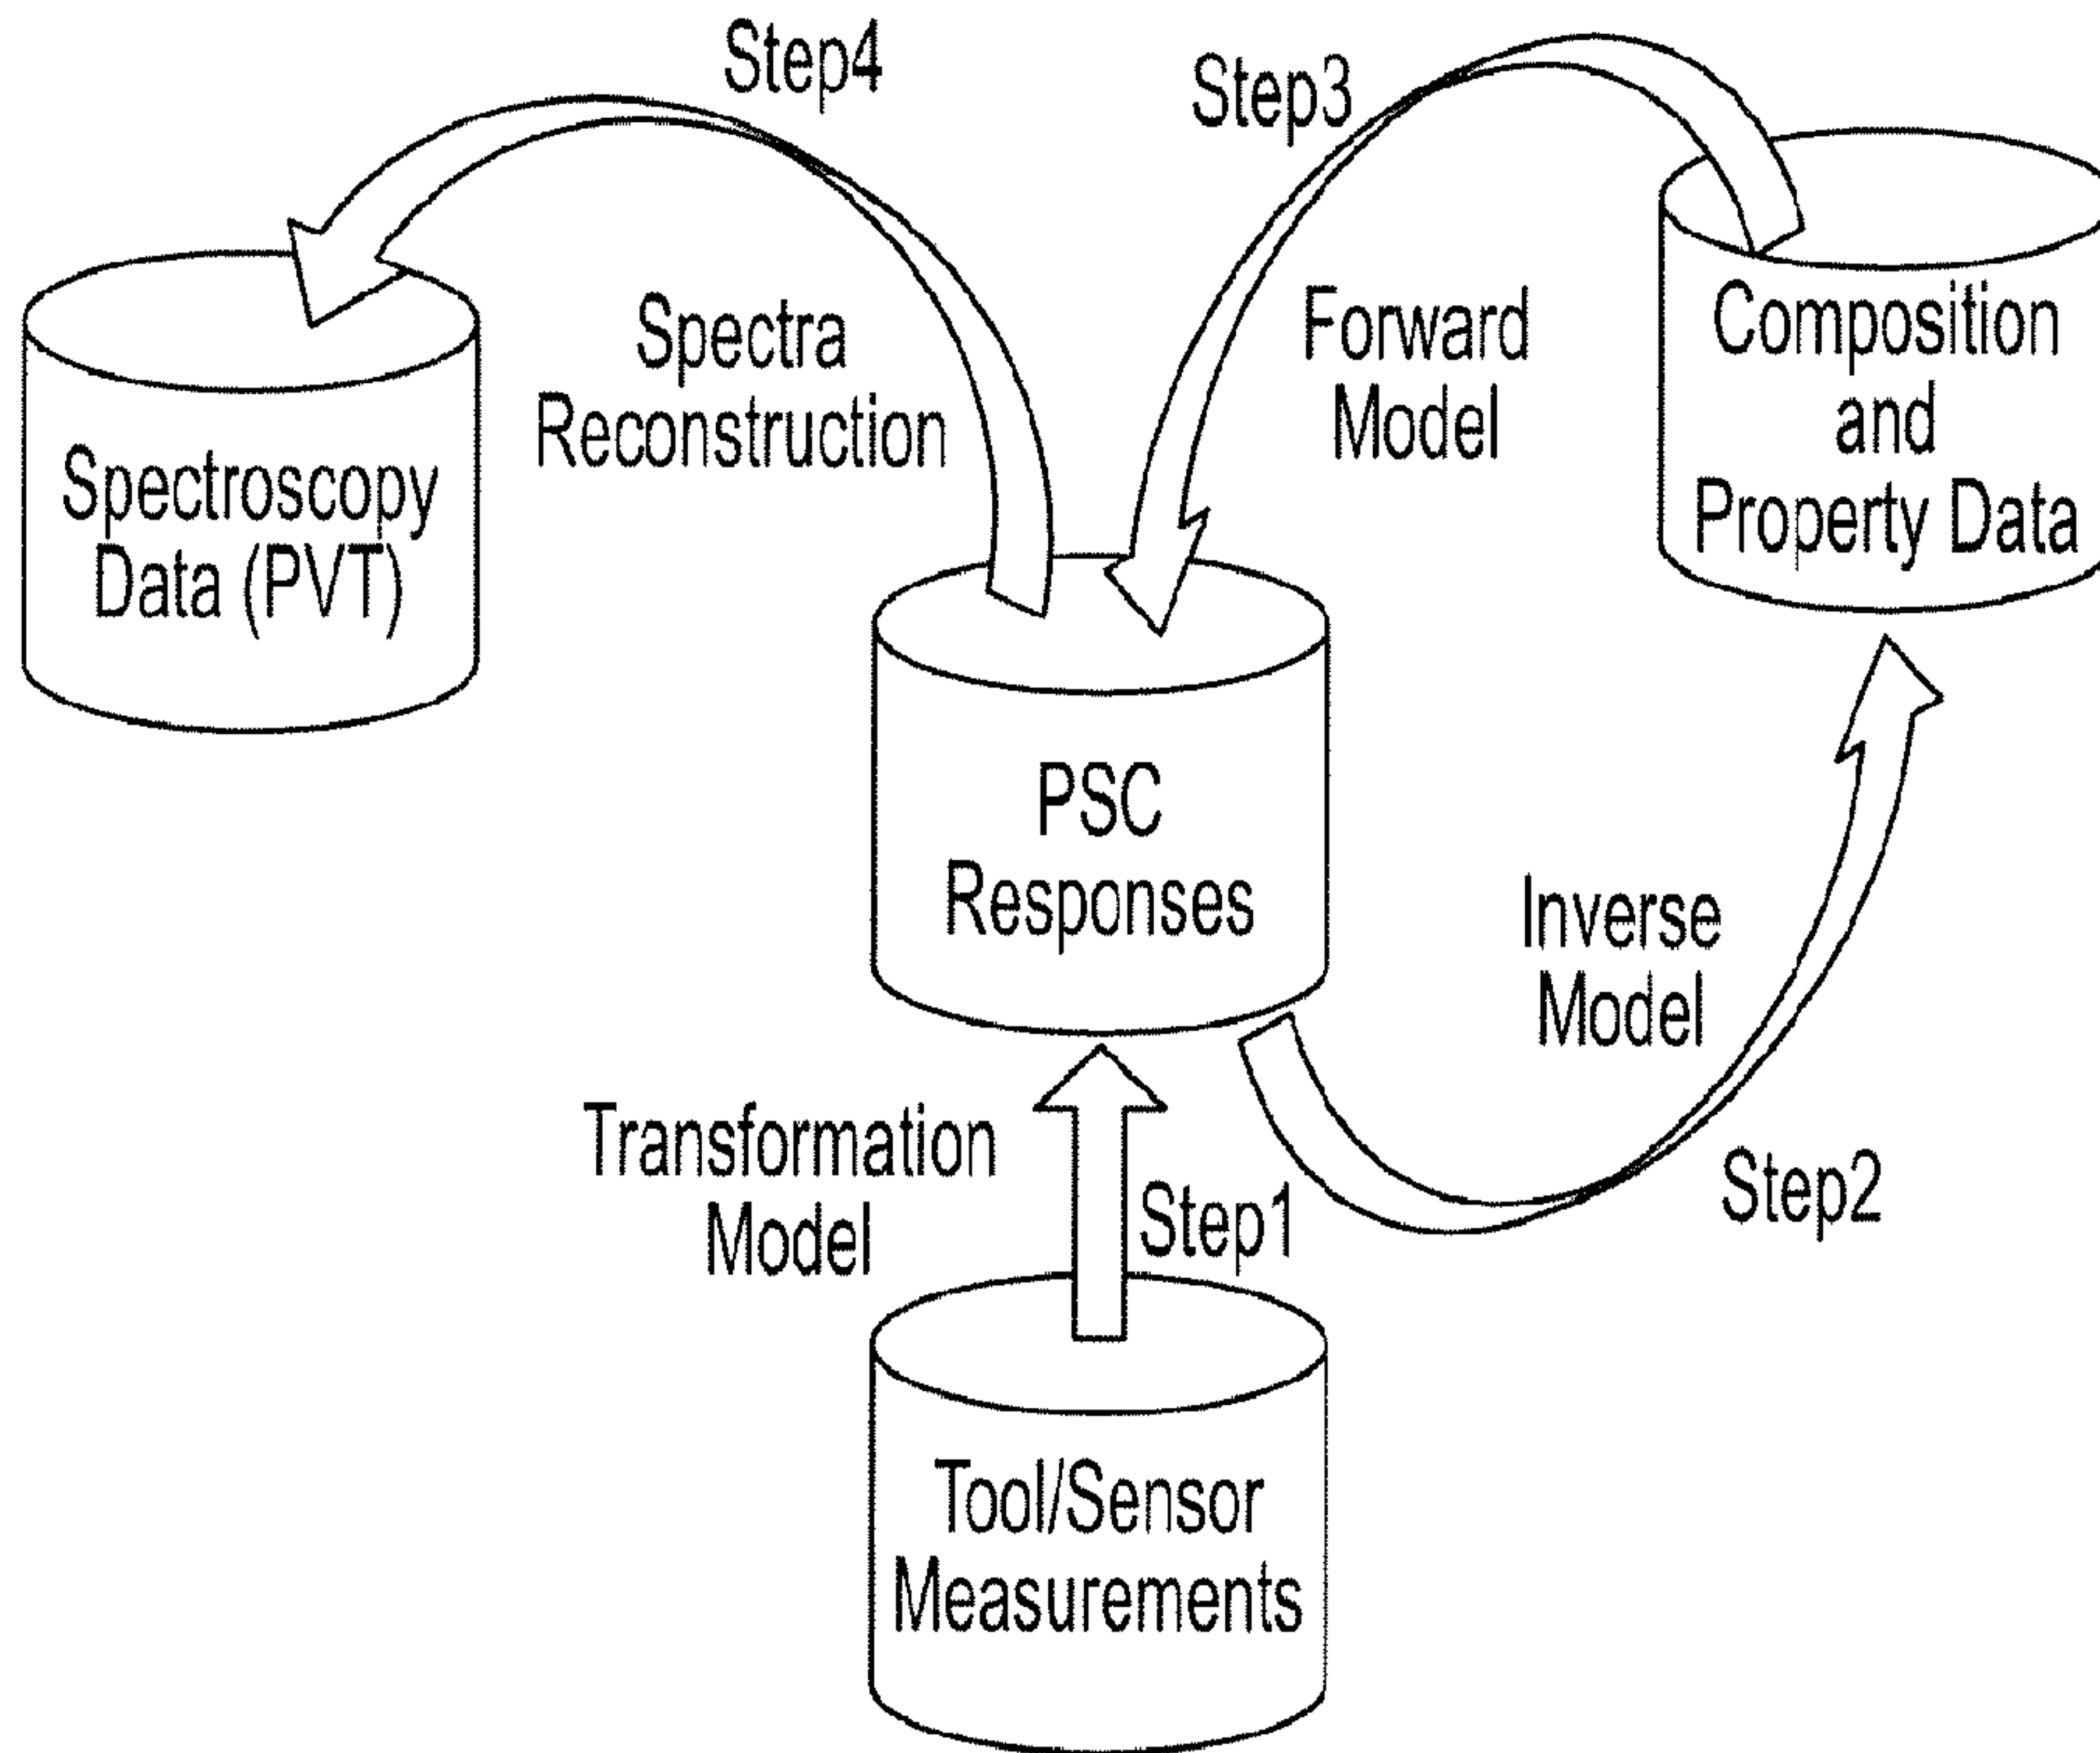 Step4
Step3
Spectra
Reconstruction
Forward
Model
Composition
and
Property Data
Spectroscopy
Data (PVT)
PSC
Responses
Inverse
Model
Transformation
Model
Step1
Step2
Tool/Sensor
Measurements